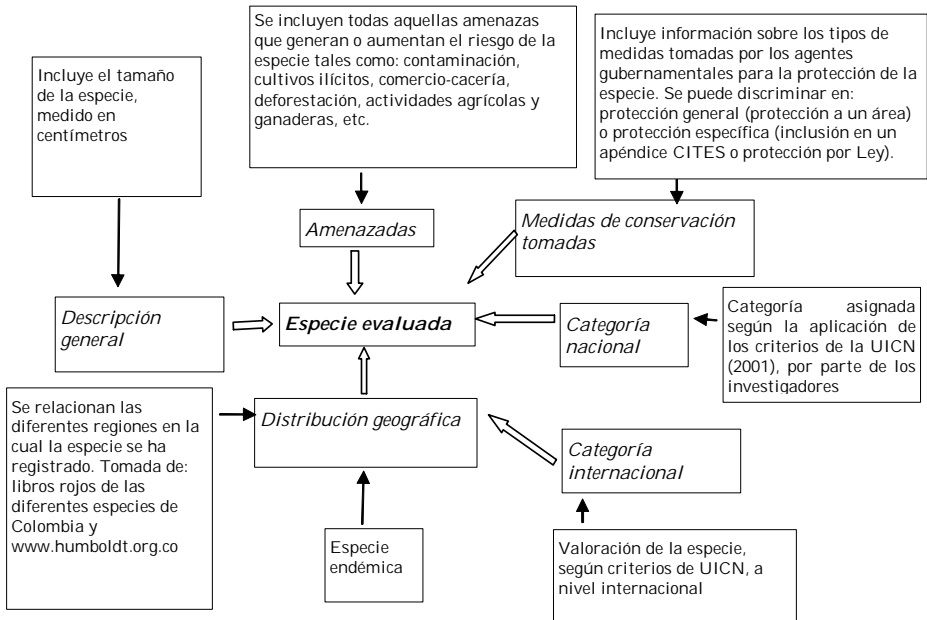 Incluye el tamaño
de la especie,
medido en
centímetros
Se incluyen todas aquellas amenazas
que generan o aumentan el riesgo de la
especie tales como: contaminación,
cultivos ilícitos, comercio-cacería,
deforestación, actividades agrícolas y
ganaderas, etc.
Incluye información sobre los tipos de
medidas tomadas por los agentes
gubernamentales para la protección de la
especie. Se puede discriminar en:
protección general (protección a un área)
o protección específica (inclusión en un
apéndice CITES o protección por Ley).
Amenazadas
Medidas de conservación
tomadas
Descripción
general
Especie evaluada
Categoría
nacional
Categoría asignada
según la aplicación de
los criterios de la UICN
(2001), por parte de los
investigadores
Se relacionan las
diferentes regiones en la
cual la especie se ha
registrado. Tomada de:
libros rojos de las
diferentes especies de
Colombia y
www.humboldt.org.co
Distribución geográfica
Categoría
internacional
Especie
endémica
Valoración de la especie,
según criterios de UICN, a
nivel internacional